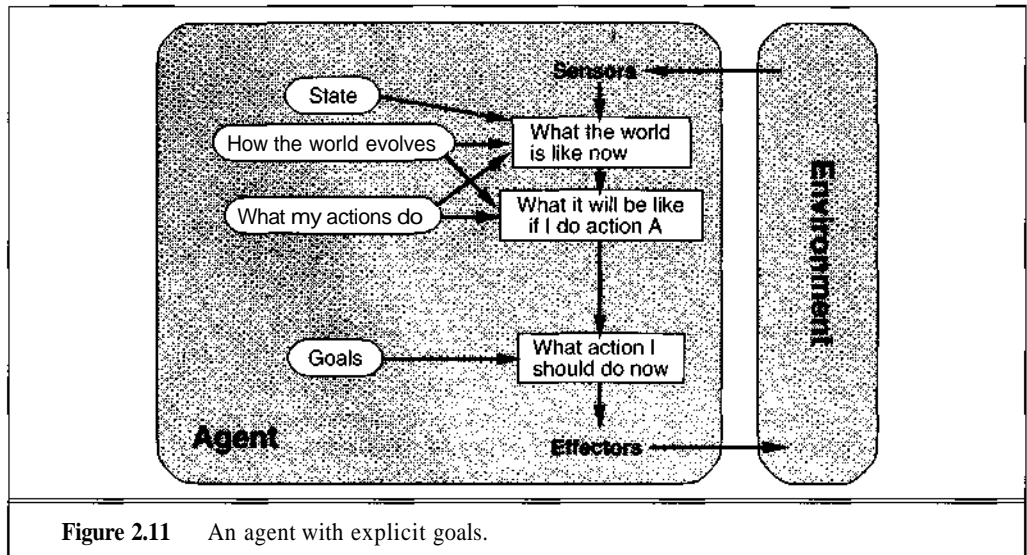 Sensors
State
What the world
is like now
How the world evolves
What my actions do
What it will be like
if I do action A
Environment
Goals
What action I
should do now
Agent
Effectors
Figure 2.11 An agent with explicit goals.